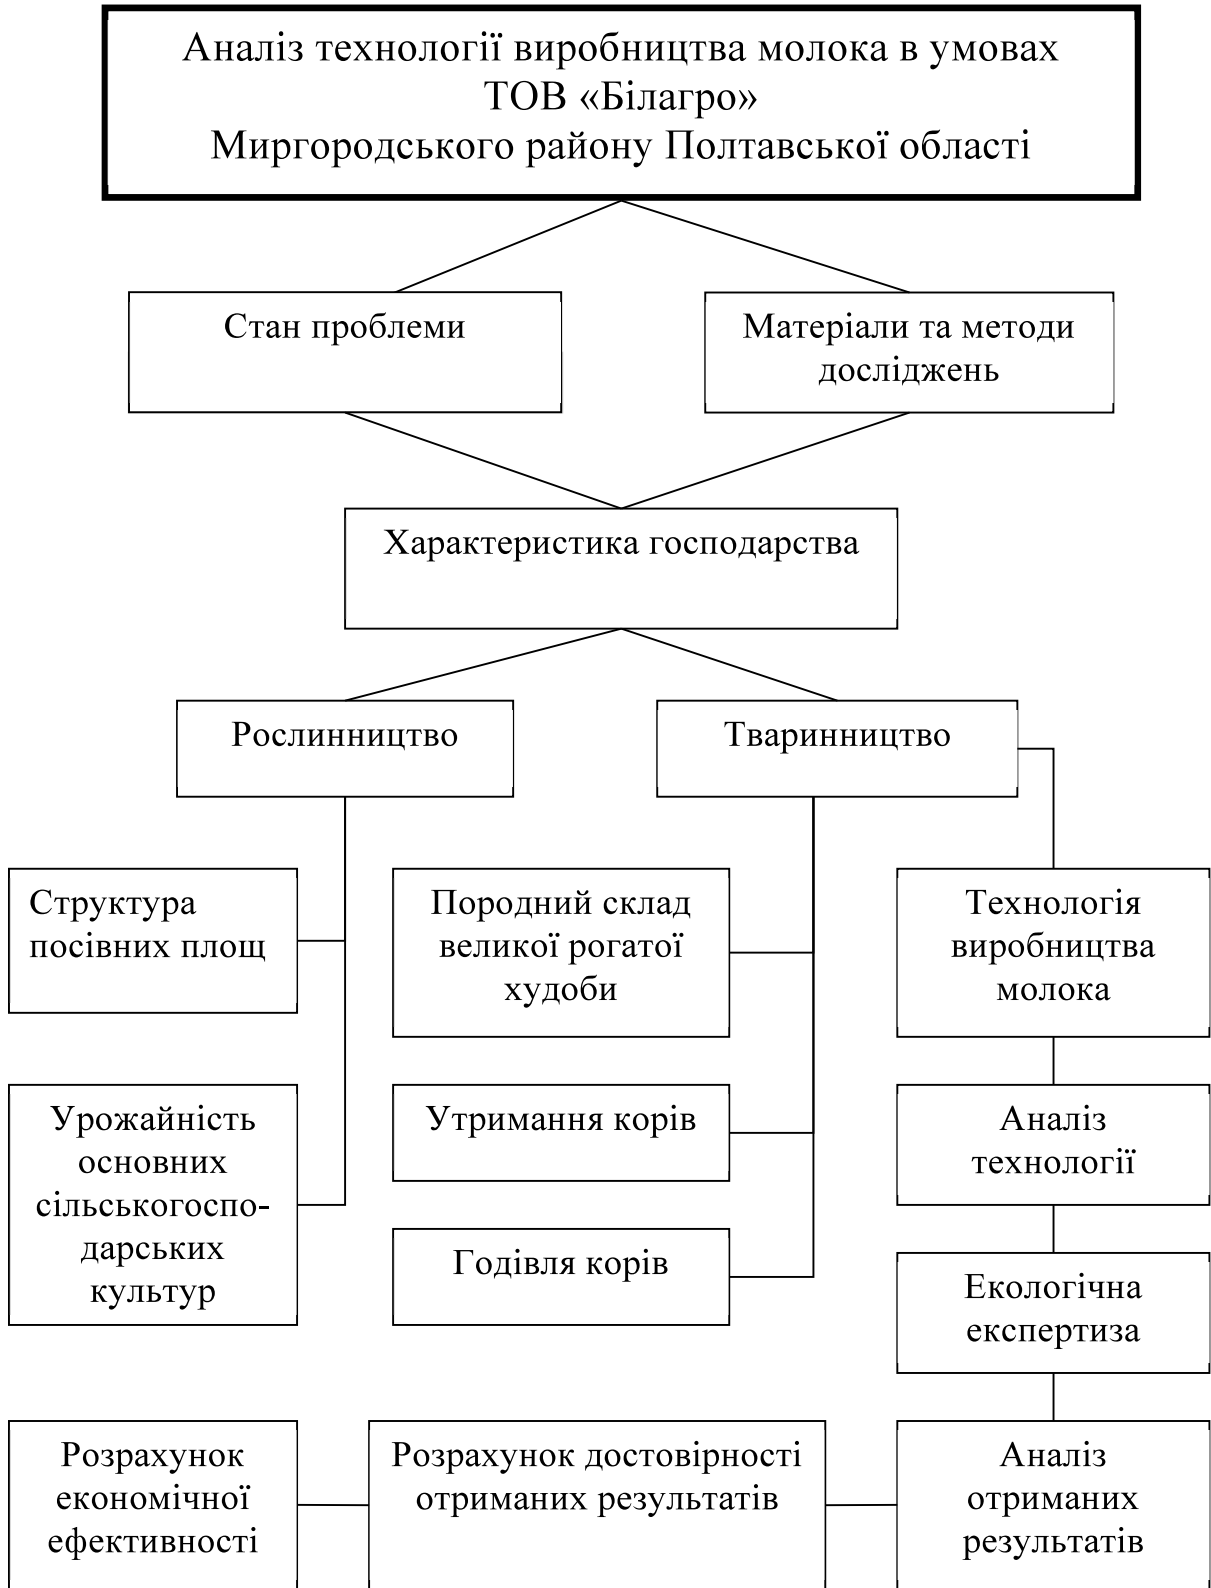 Аналіз технології виробництва молока в умовах
ТОВ «Білагро»
Миргородського району Полтавської області
Стан проблеми
Матеріали та методи
досліджень
Характеристика господарства
Рослинництво
Тваринництво
Структура
посівних площ
Породний склад
великої рогатої
худоби
Технологія
виробництва
молока
Урожайність
основних
сільськогоспо-
дарських
культур
Утримання корів
Аналіз
технології
Годівля корів
Екологічна
експертиза
Розрахунок
економічної
ефективності
Розрахунок достовірності
отриманих результатів
Аналіз
отриманих
результатів